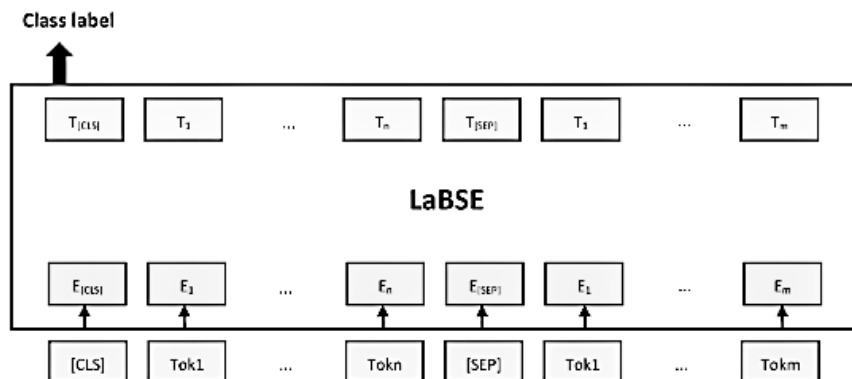 Class label
T[CLS] T1 ... Tn T[SEP] T1 ... Tm
LaBSE
E[CLS] E1 ... En E[SEP] E1 ... Em
[CLS] Tok1 ... Tokn [SEP] Tok1 ... Tokm